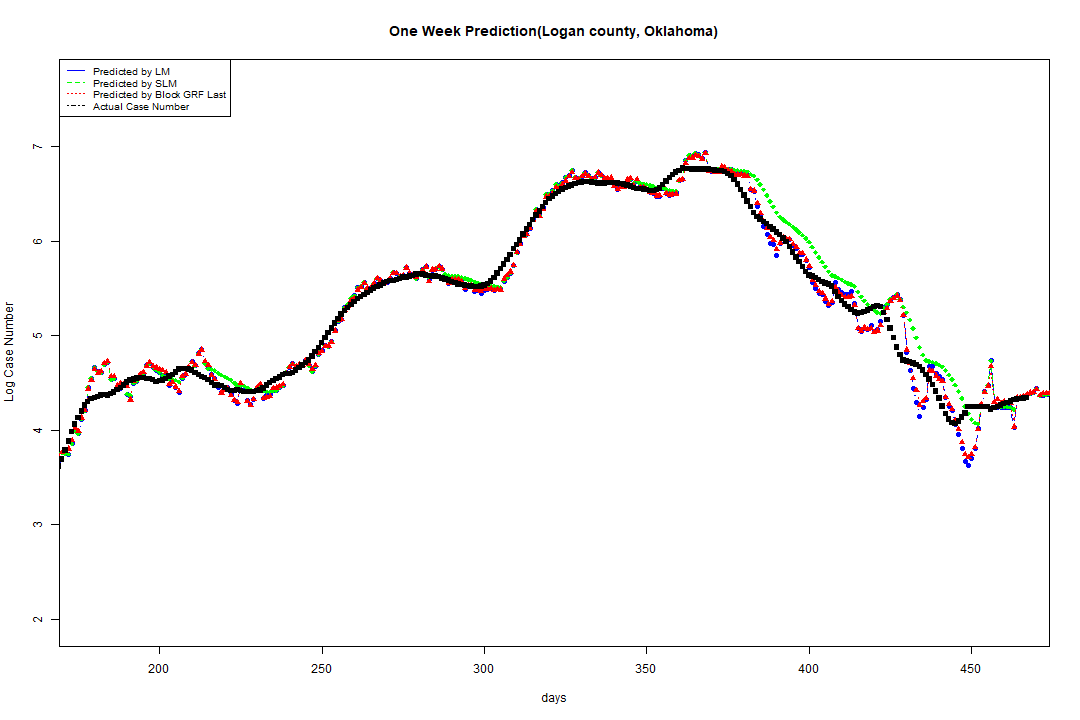 One Week Prediction(Logan county, Oklahoma)
Predicted by LM
Predicted by SLM
Predicted by Block GRF Last
Actual Case Number
7
6
5
4
3
2
Log Case Number
200 250 300 350 400 450
days